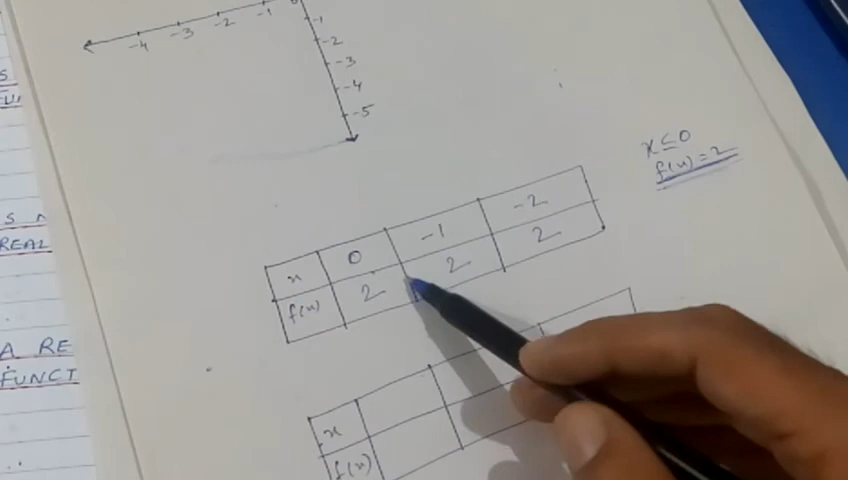 0
-1
-2
-3
-4
-5
-4 -3 -2 -1
S
REAL
A RE
FUNCT
x≤0
f(x)=2
x 0 -1 -2
f(x) 2 2 2
x
f(x)